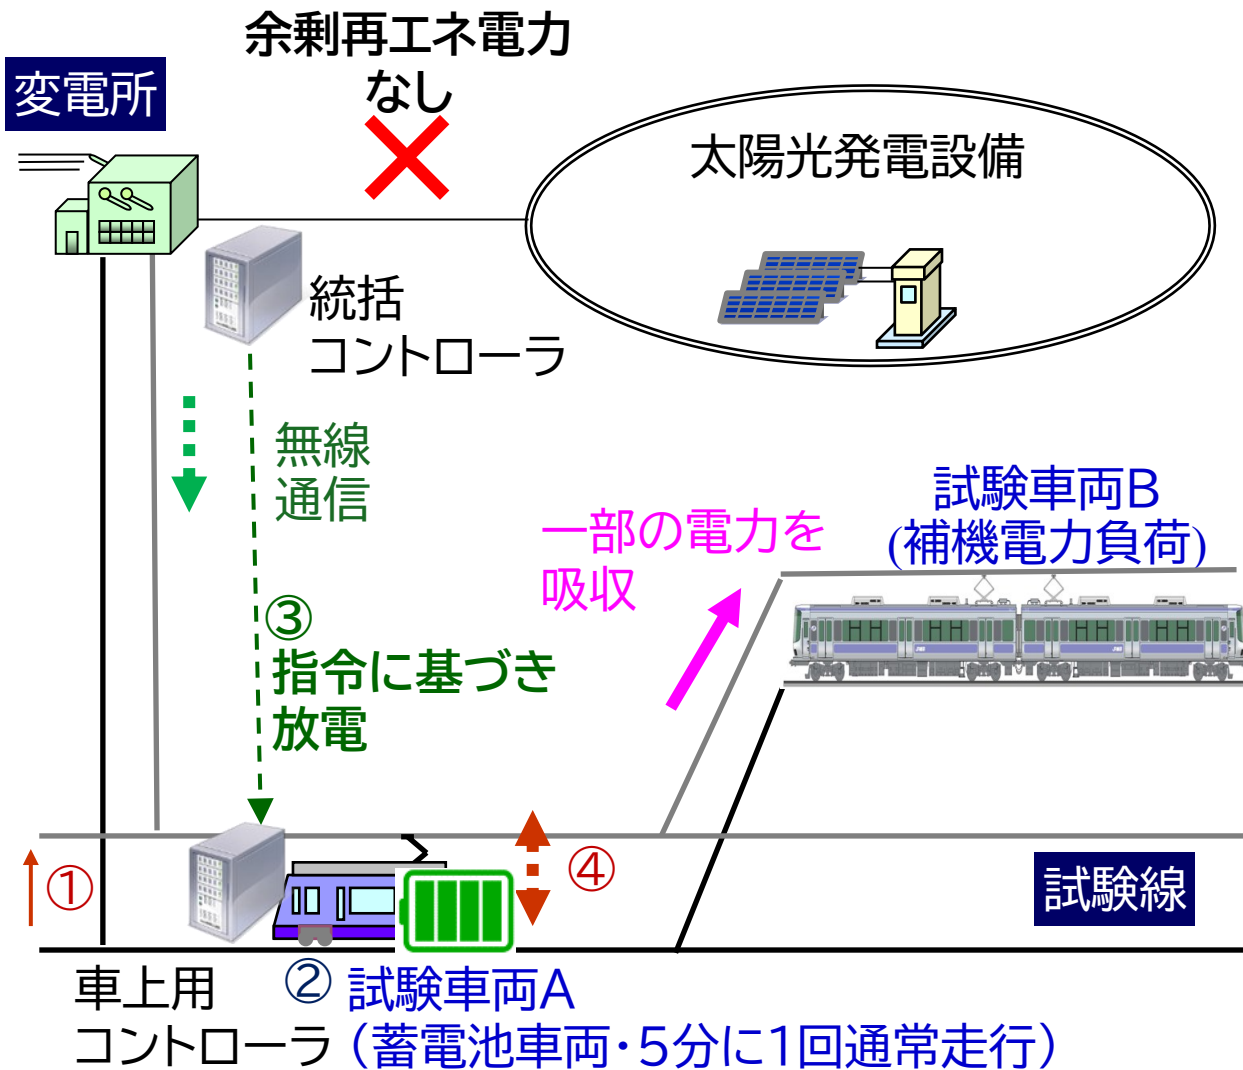 余剰再エネ電力
なし
変電所
太陽光発電設備
統括
コントローラ
無線
通信
試験車両B
(補機電力負荷)
一部の電力を
吸収
③
指令に基づき
放電
①
④
試験線
車上用
コントローラ
② 試験車両A
（蓄電池車両・5分に1回通常走行）